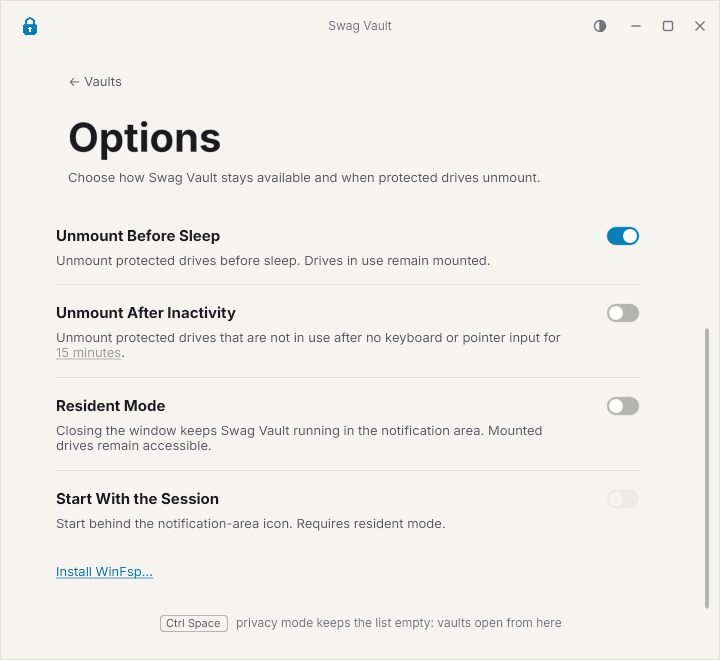 Swag Vault
← Vaults
Options
Choose how Swag Vault stays available and when protected drives unmount.
Unmount Before Sleep
Unmount protected drives before sleep. Drives in use remain mounted.
Unmount After Inactivity
Unmount protected drives that are not in use after no keyboard or pointer input for
15 minutes.
Resident Mode
Closing the window keeps Swag Vault running in the notification area. Mounted
drives remain accessible.
Start With the Session
Start behind the notification-area icon. Requires resident mode.
Install WinFsp...
Ctrl Space privacy mode keeps the list empty: vaults open from here